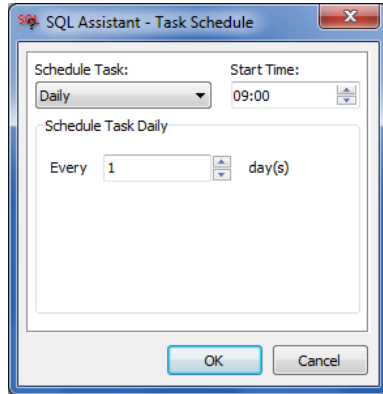 SQL Assistant - Task Schedule
Schedule Task: Start Time:
Daily 09:00
Schedule Task Daily
Every 1 day(s)
OK Cancel